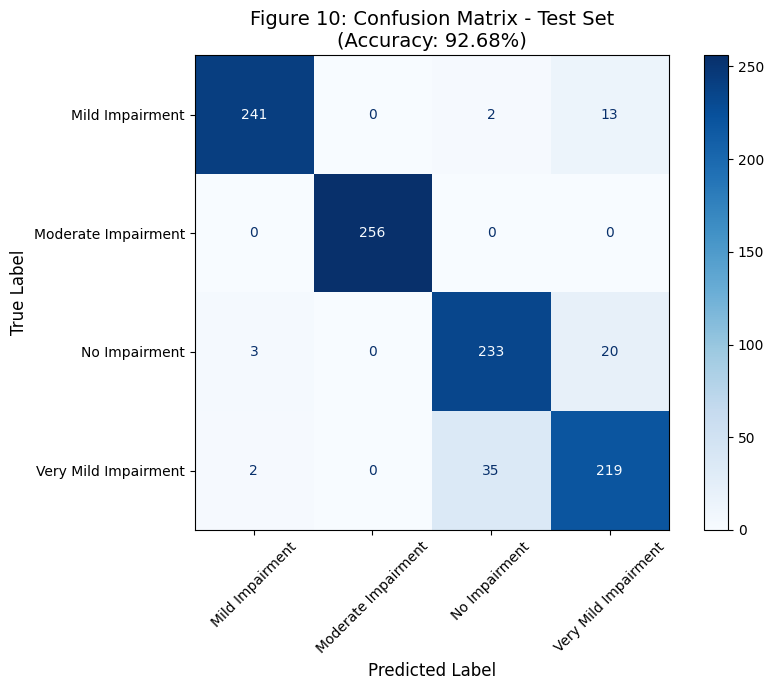 Figure 10: Confusion Matrix - Test Set
(Accuracy: 92.68%)
True Label
Mild Impairment
241 0 2 13
Moderate Impairment
0 256 0 0
No Impairment
3 0 233 20
Very Mild Impairment
2 0 35 219
Mild Impairment
Moderate Impairment
No Impairment
Very Mild Impairment
Predicted Label
250
200
150
100
50
0